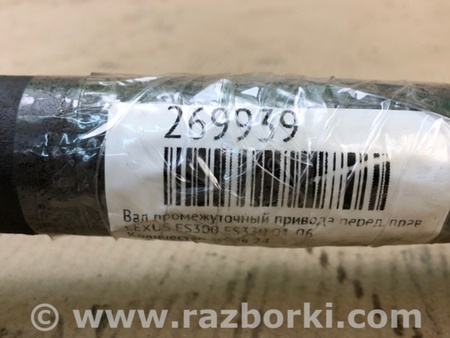 269939
Вал промежуточный привода перед прав
LEXUS ES300 ES330 01-06
www.razborki.com